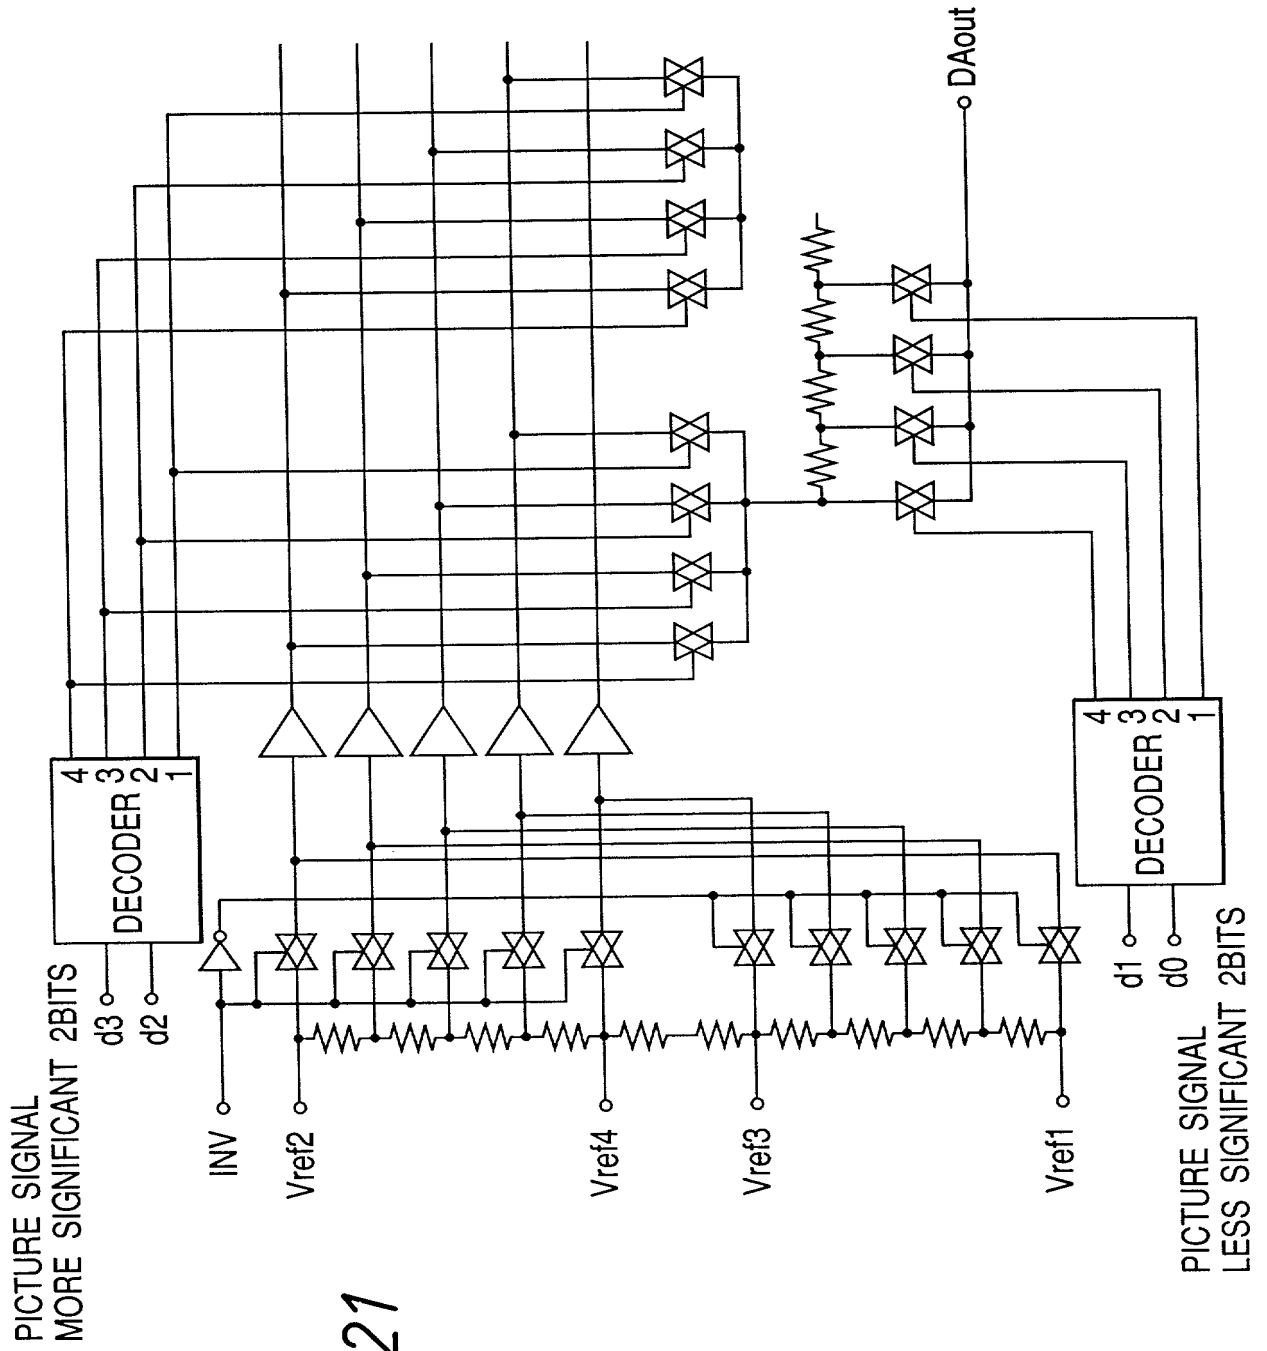 PICTURE SIGNAL
MORE SIGNIFICANT 2BITS
d3
d2
DECODER
4
3
2
1
INV
Vref2
Vref4
Vref3
Vref1
DAout
DECODER
4
3
2
1
d1
d0
PICTURE SIGNAL
LESS SIGNIFICANT 2BITS
21